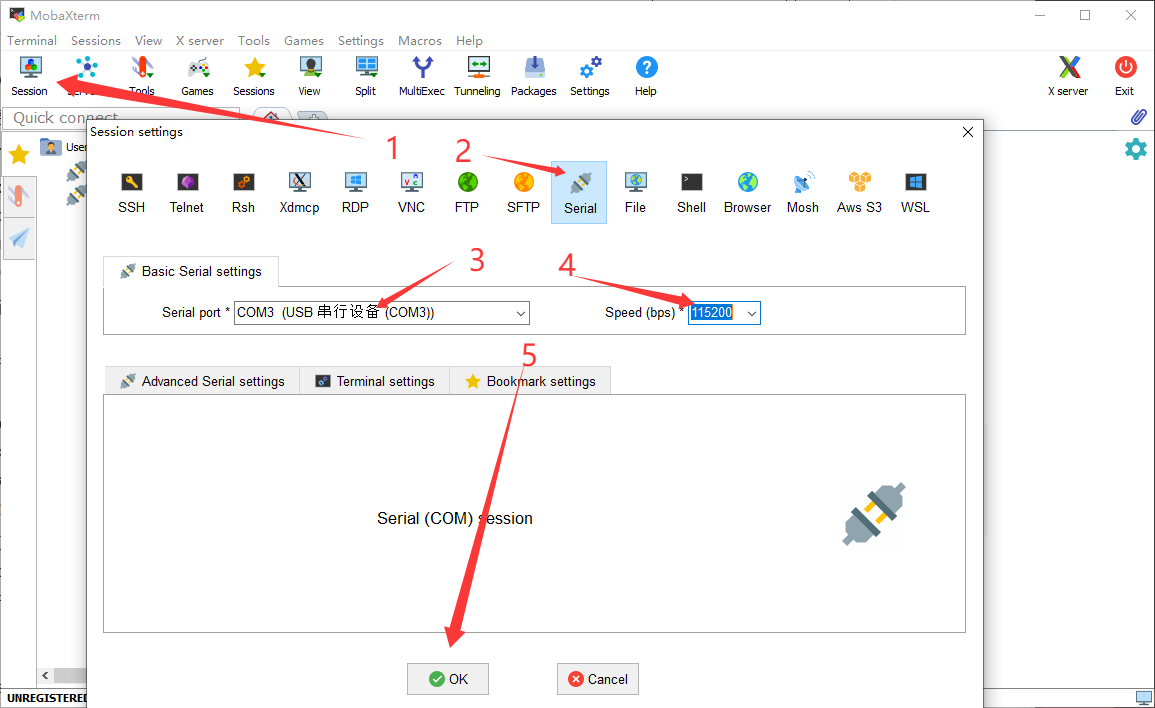 MobaXterm
Terminal Sessions View X server Tools Games Settings Macros Help
Session Tools Games Sessions View Split MultiExec Tunneling Packages Settings Help X server Exit
Quick connect
1
2
Session settings
User
SSH Telnet Rsh Xdmcp RDP VNC FTP SFTP Serial File Shell Browser Mosh Aws S3 WSL
3
4
Basic Serial settings
Serial port * COM3 (USB 串行设备 (COM3)) Speed (bps) * 115200
5
Advanced Serial settings Terminal settings Bookmark settings
Serial (COM) session
OK Cancel
UNREGISTERED